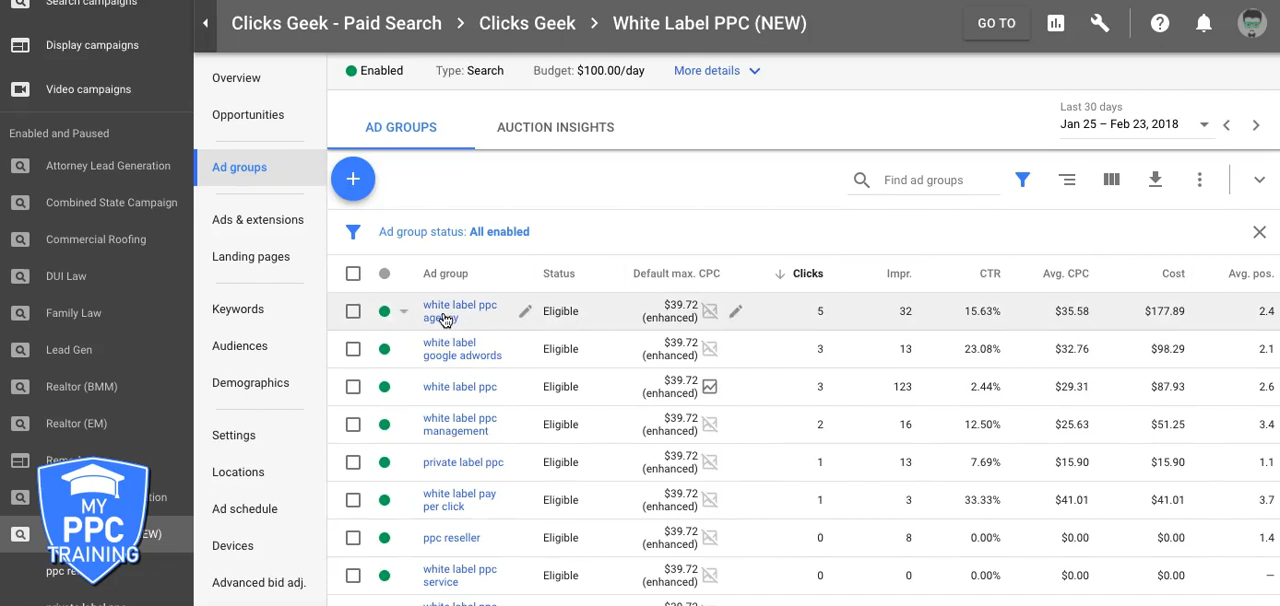 Search campaigns
Display campaigns
Video campaigns
Enabled and Paused
Attorney Lead Generation
Combined State Campaign
Commercial Roofing
DUI Law
Family Law
Lead Gen
Realtor (BMM)
Realtor (EM)
MY
PPC
TRAINING
Clicks Geek - Paid Search > Clicks Geek > White Label PPC (NEW)
GO TO
Overview
Opportunities
Ad groups
Ads & extensions
Landing pages
Keywords
Audiences
Demographics
Settings
Locations
Ad schedule
Devices
Advanced bid adj.
Enabled Type: Search Budget: $100.00/day More details
AD GROUPS AUCTION INSIGHTS
Last 30 days
Jan 25 – Feb 23, 2018
Find ad groups
Ad group status: All enabled
Ad group Status Default max. CPC Clicks Impr. CTR Avg. CPC Cost Avg. pos.
white label ppc
agency
Eligible $39.72
(enhanced)
5 32 15.63% $35.58 $177.89 2.4
white label
google adwords
Eligible $39.72
(enhanced)
3 13 23.08% $32.76 $98.29 2.1
white label ppc Eligible $39.72
(enhanced)
3 123 2.44% $29.31 $87.93 2.6
white label ppc
management
Eligible $39.72
(enhanced)
2 16 12.50% $25.63 $51.25 3.4
private label ppc Eligible $39.72
(enhanced)
1 13 7.69% $15.90 $15.90 1.1
white label pay
per click
Eligible $39.72
(enhanced)
1 3 33.33% $41.01 $41.01 3.7
ppc reseller Eligible $39.72
(enhanced)
0 8 0.00% $0.00 $0.00 1.4
white label ppc
service
Eligible $39.72
(enhanced)
0 0 0.00% $0.00 $0.00 –